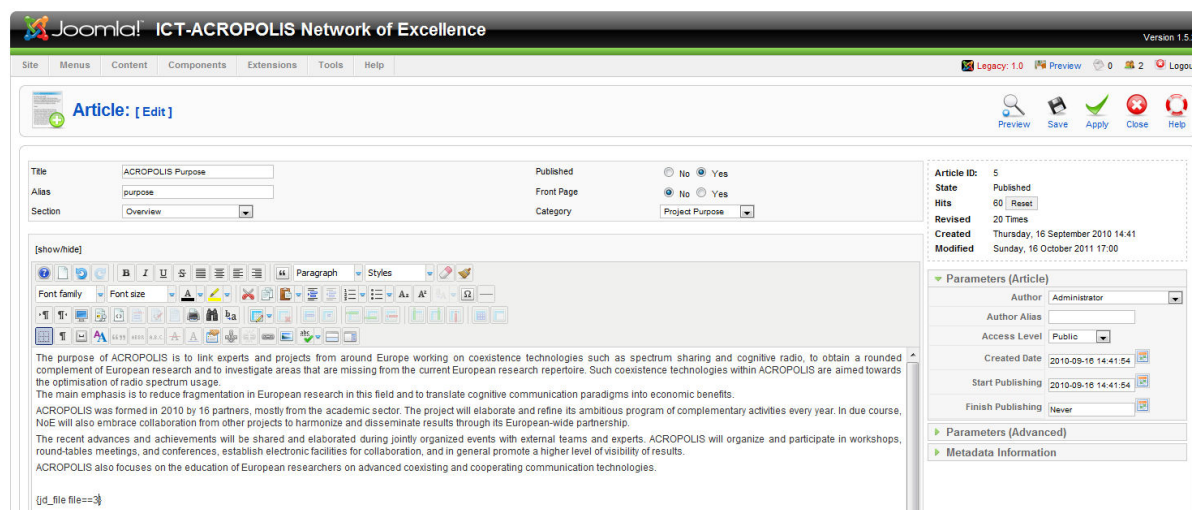 Joomla! ICT-ACROPOLIS Network of Excellence
Version 1.5.
Site Menus Content Components Extensions Tools Help Legacy: 1.0 Preview 0 2 Logou
Article: [ Edit ]
Preview Save Apply Close Help
Title ACROPOLIS Purpose Published No Yes
Alias purpose Front Page No Yes
Section Overview Category Project Purpose
Article ID: 5
State Published
Hits 60 Reset
Revised 20 Times
Created Thursday, 16 September 2010 14:41
Modified Sunday, 16 October 2011 17:00
[show/hide]
B I U S Paragraph Styles
Font family Font size
The purpose of ACROPOLIS is to link experts and projects from around Europe working on coexistence technologies such as spectrum sharing and cognitive radio, to obtain a rounded
complement of European research and to investigate areas that are missing from the current European research repertoire. Such coexistence technologies within ACROPOLIS are aimed towards
the optimisation of radio spectrum usage.
The main emphasis is to reduce fragmentation in European research in this field and to translate cognitive communication paradigms into economic benefits.
ACROPOLIS was formed in 2010 by 16 partners, mostly from the academic sector. The project will elaborate and refine its ambitious program of complementary activities every year. In due course,
NoE will also embrace collaboration from other projects to harmonize and disseminate results through its European-wide partnership.
The recent advances and achievements will be shared and elaborated during jointly organized events with external teams and experts. ACROPOLIS will organize and participate in workshops,
round-tables meetings, and conferences, establish electronic facilities for collaboration, and in general promote a higher level of visibility of results.
ACROPOLIS also focuses on the education of European researchers on advanced coexisting and cooperating communication technologies.
{jd_file file==3}
Parameters (Article)
Author Administrator
Author Alias
Access Level Public
Created Date 2010-09-16 14:41:54
Start Publishing 2010-09-16 14:41:54
Finish Publishing Never
Parameters (Advanced)
Metadata Information